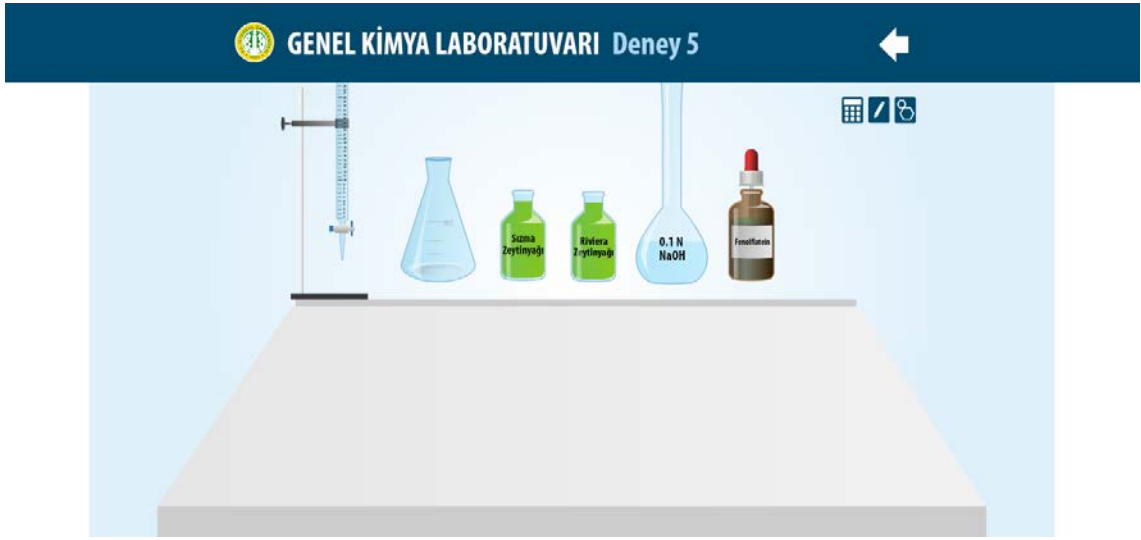 GENEL KİMYA LABORATUVARI Deney 5
Sızma
Zeytinyağı
Riviera
Zeytinyağı
0.1 N
NaOH
Fenolftalein